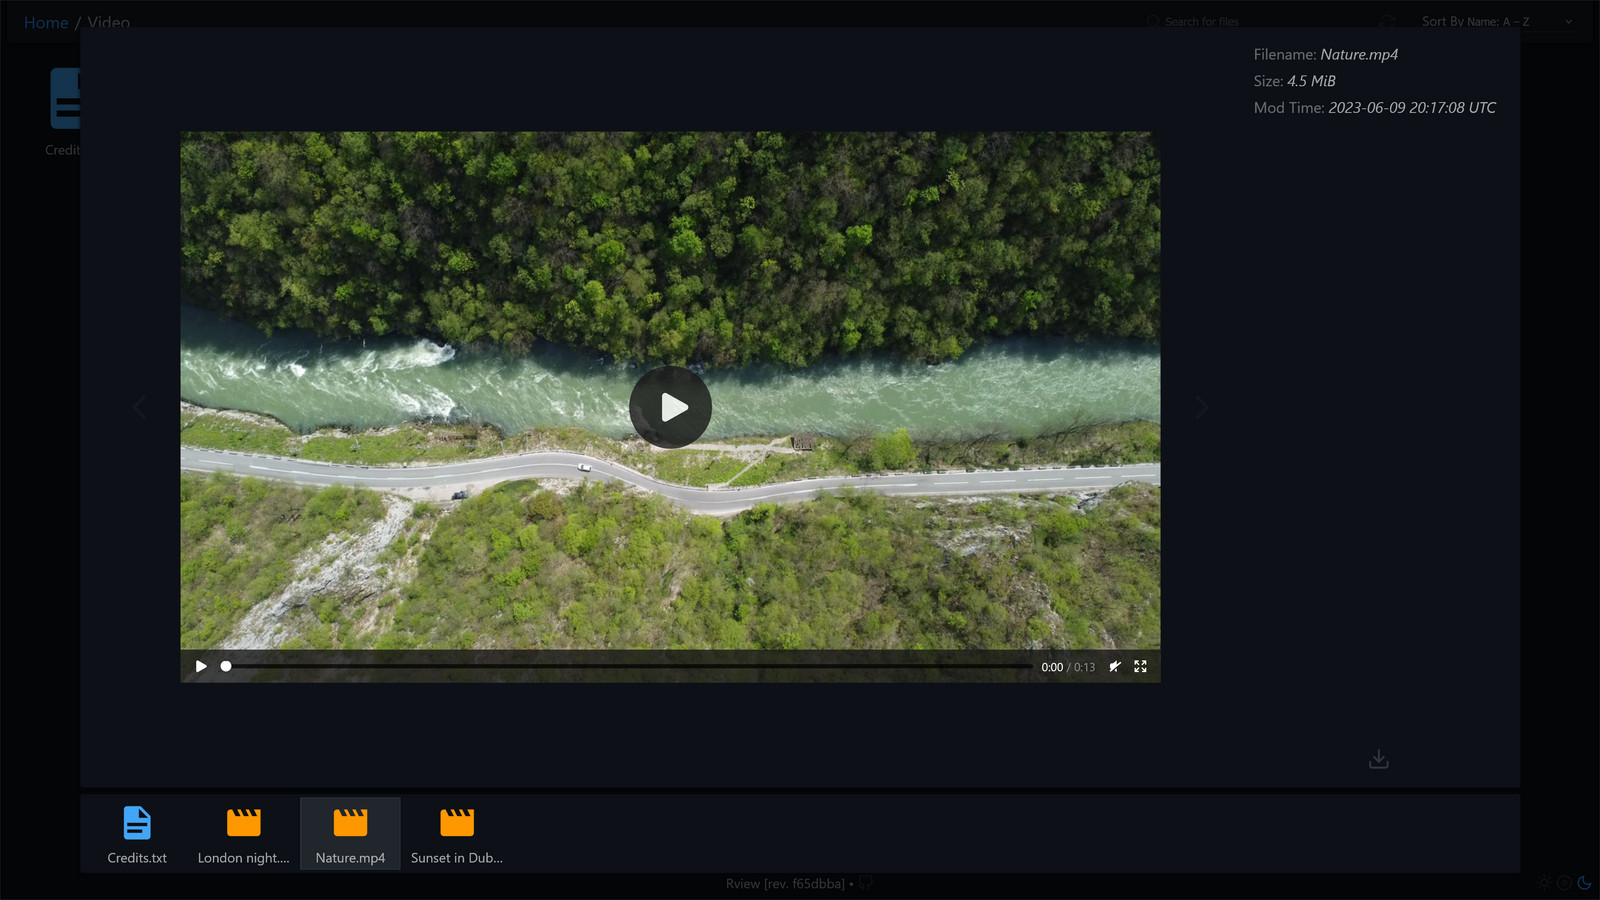 Home / Video
Search for files
Sort By Name: A – Z
Filename: Nature.mp4
Size: 4.5 MiB
Mod Time: 2023-06-09 20:17:08 UTC
Credit
0:00 / 0:13
Credits.txt
London night....
Nature.mp4
Sunset in Dub...
Rview [rev. f65dbba] •